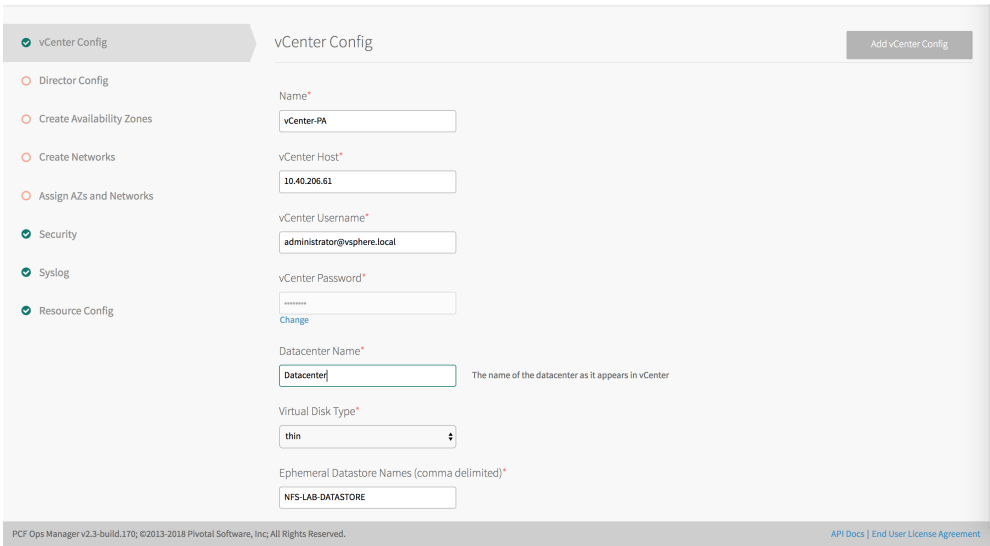 vCenter Config
Director Config
Create Availability Zones
Create Networks
Assign AZs and Networks
Security
Syslog
Resource Config
vCenter Config
Add vCenter Config
Name*
vCenter-PA
vCenter Host*
10.40.206.61
vCenter Username*
administrator@vsphere.local
vCenter Password*
••••••••
Change
Datacenter Name*
Datacenter
The name of the datacenter as it appears in vCenter
Virtual Disk Type*
thin
Ephemeral Datastore Names (comma delimited)*
NFS-LAB-DATASTORE
PCF Ops Manager v2.3-build.170; ©2013-2018 Pivotal Software, Inc; All Rights Reserved.
API Docs | End User License Agreement